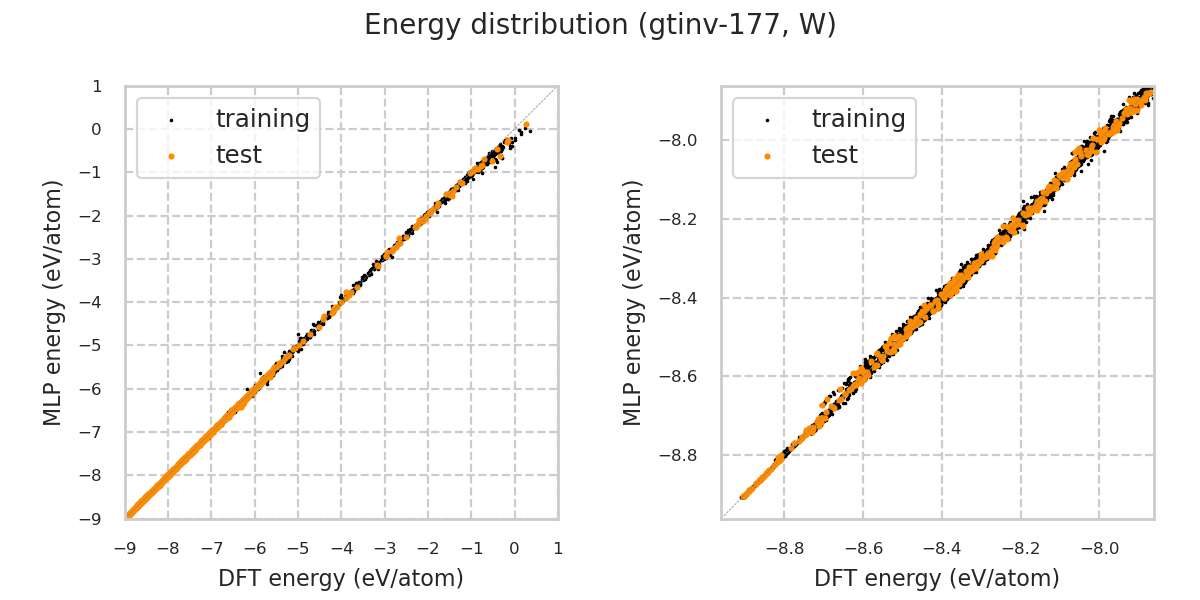 Energy distribution (gtinv-177, W)
MLP energy (eV/atom)
1
0
−1
−2
−3
−4
−5
−6
−7
−8
−9
training
test
−9 −8 −7 −6 −5 −4 −3 −2 −1 0 1
DFT energy (eV/atom)
MLP energy (eV/atom)
−8.0
−8.2
−8.4
−8.6
−8.8
training
test
−8.8 −8.6 −8.4 −8.2 −8.0
DFT energy (eV/atom)